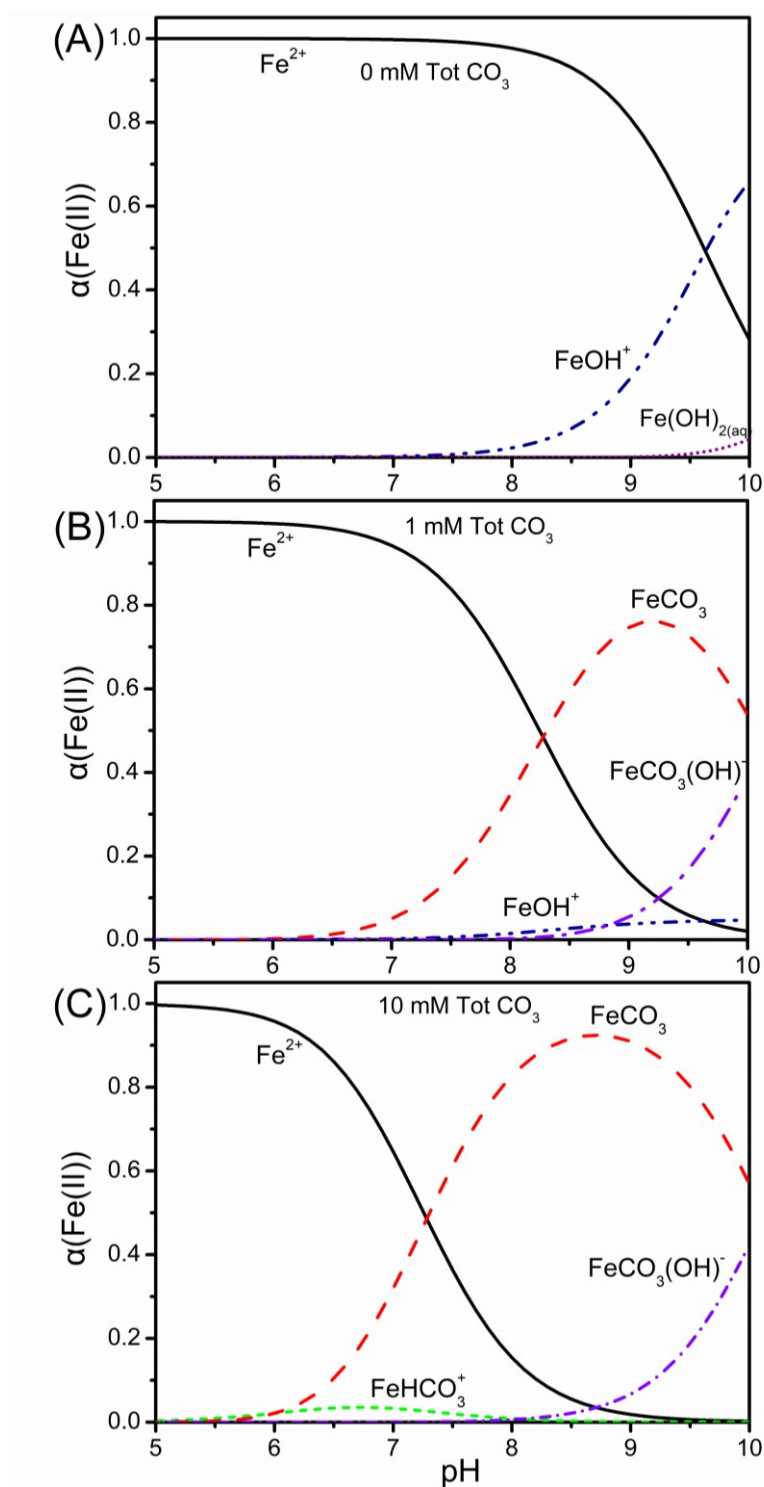 (A)
α(Fe(II))
1.0
0.8
0.6
0.4
0.2
0.0
Fe²⁺
0 mM Tot CO₃
FeOH⁺
Fe(OH)₂₍aq₎
5 6 7 8 9 10
(B)
α(Fe(II))
1.0
0.8
0.6
0.4
0.2
0.0
1 mM Tot CO₃
Fe²⁺
FeCO₃
FeCO₃(OH)⁻
FeOH⁺
5 6 7 8 9 10
(C)
α(Fe(II))
1.0
0.8
0.6
0.4
0.2
0.0
10 mM Tot CO₃
FeCO₃
Fe²⁺
FeCO₃(OH)⁻
FeHCO₃⁺
5 6 7 8 9 10
pH